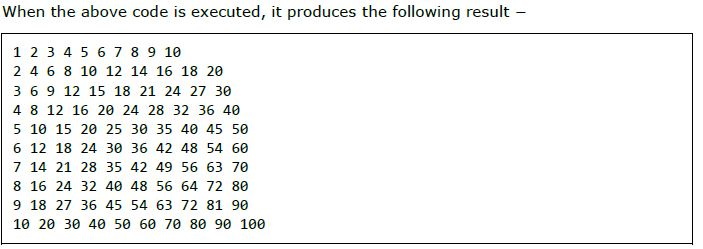 When the above code is executed, it produces the following result −
1 2 3 4 5 6 7 8 9 10
2 4 6 8 10 12 14 16 18 20
3 6 9 12 15 18 21 24 27 30
4 8 12 16 20 24 28 32 36 40
5 10 15 20 25 30 35 40 45 50
6 12 18 24 30 36 42 48 54 60
7 14 21 28 35 42 49 56 63 70
8 16 24 32 40 48 56 64 72 80
9 18 27 36 45 54 63 72 81 90
10 20 30 40 50 60 70 80 90 100